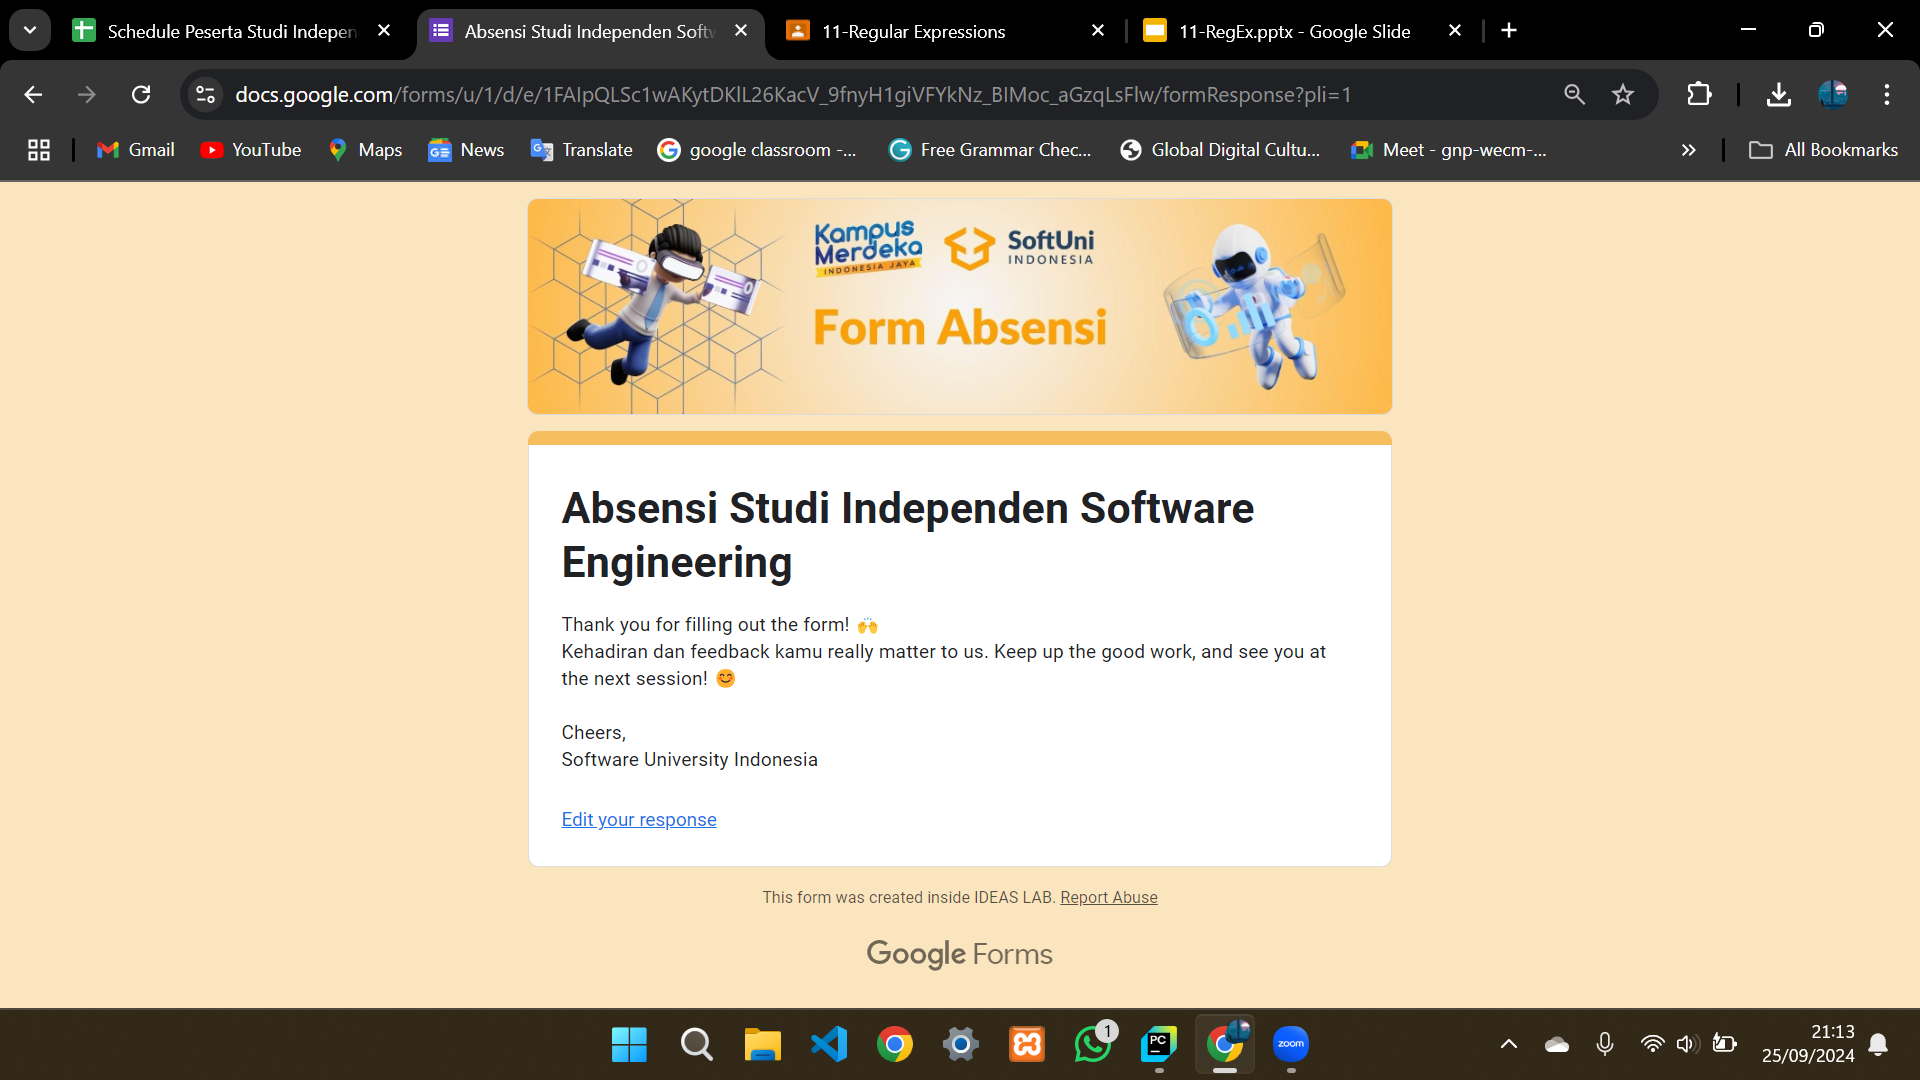 Schedule Peserta Studi Indepen
Absensi Studi Independen Softw
11-Regular Expressions
11-RegEx.pptx - Google Slide
docs.google.com/forms/u/1/d/e/1FAIpQLSc1wAKytDKlL26KacV_9fnyH1giVFYkNz_BIMoc_aGzqLsFlw/formResponse?pli=1
Gmail
YouTube
Maps
News
Translate
google classroom -...
Free Grammar Chec...
Global Digital Cultu...
Meet - gnp-wecm-...
All Bookmarks
Kampus
Merdeka
INDONESIA JAYA
SoftUni
INDONESIA
Form Absensi
Absensi Studi Independen Software
Engineering
Thank you for filling out the form! 🙌
Kehadiran dan feedback kamu really matter to us. Keep up the good work, and see you at
the next session! 😊
Cheers,
Software University Indonesia
Edit your response
This form was created inside IDEAS LAB. Report Abuse
Google Forms
1
PC
zoom
21:13
25/09/2024